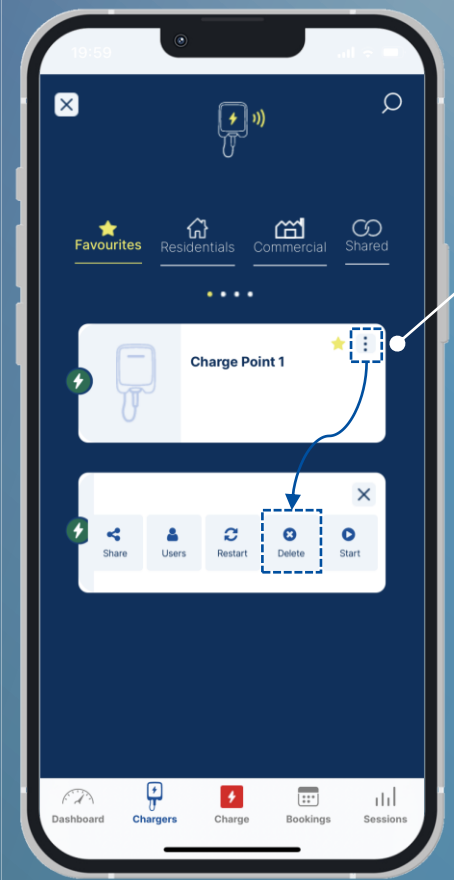 19:59
Favourites
Residentials
Commercial
Shared
Charge Point 1
Share
Users
Restart
Delete
Start
Dashboard
Chargers
Charge
Bookings
Sessions